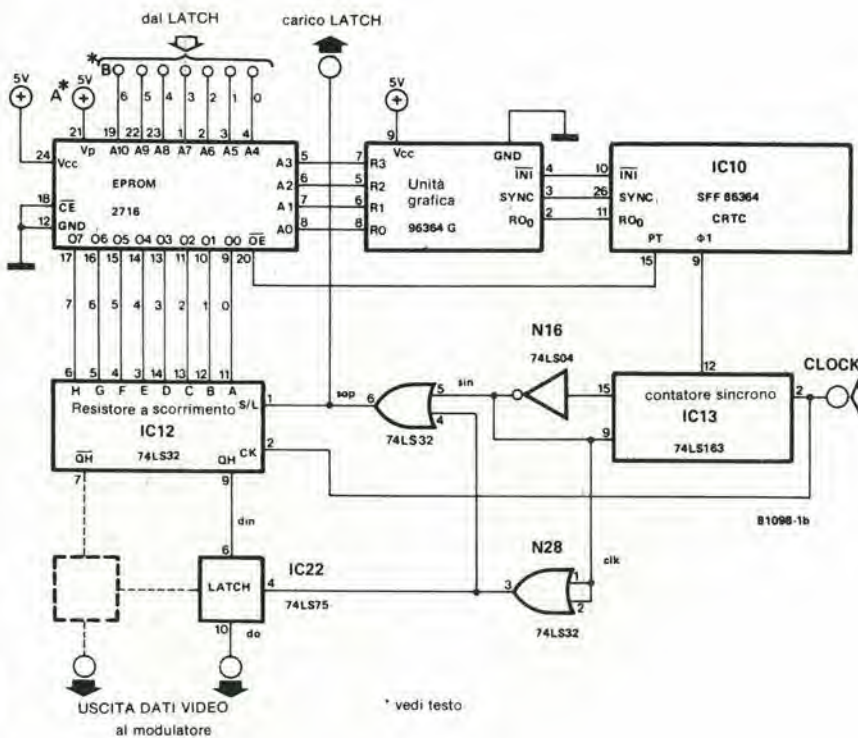 dal LATCH
carico LATCH
* B
6 5 4 3 2 1 0
5V
A*
5V
5V
21 19 22 23 1 2 3 4
Vp A10 A9 A8 A7 A6 A5 A4
24 Vcc
EPROM
2716
18 CE
12 GND
A3 5
A2 6
A1 7
A0 8
O7 O6 O5 O4 O3 O2 O1 O0 OE
17 16 15 14 13 11 10 9 20
9
Vcc
GND
7 R3
5 R2
6 R1
8 R0
Unità
grafica
96364 G
INI 4
SYNC 3
RO0 2
IC10
10 INI
26 SYNC
11 RO0
SFF 86364
CRTC
PT Φ1
15 9
7 6 5 4 3 2 1 0
6 5 4 3 14 13 12 11
H G F E D C B A
Resistore a scorrimento
IC12
74LS32
S/L 1
CK 2
QH QH
7 9
sop
6
5
4
74LS32
sin
N16
74LS04
15
9
12
contatore sincrono
IC13
74LS163
2
CLOCK
81098-1b
din
6
LATCH
4
10
do
IC22
74LS75
N28
3
1
2
74LS32
clk
USCITA DATI VIDEO
al modulatore
* vedi testo